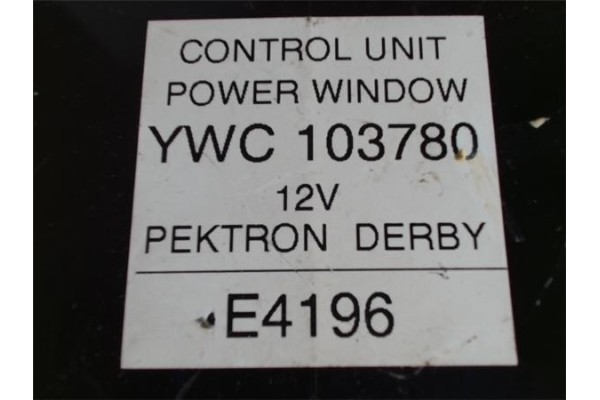 CONTROL UNIT
POWER WINDOW
YWC 103780
12V
PEKTRON DERBY
E4196